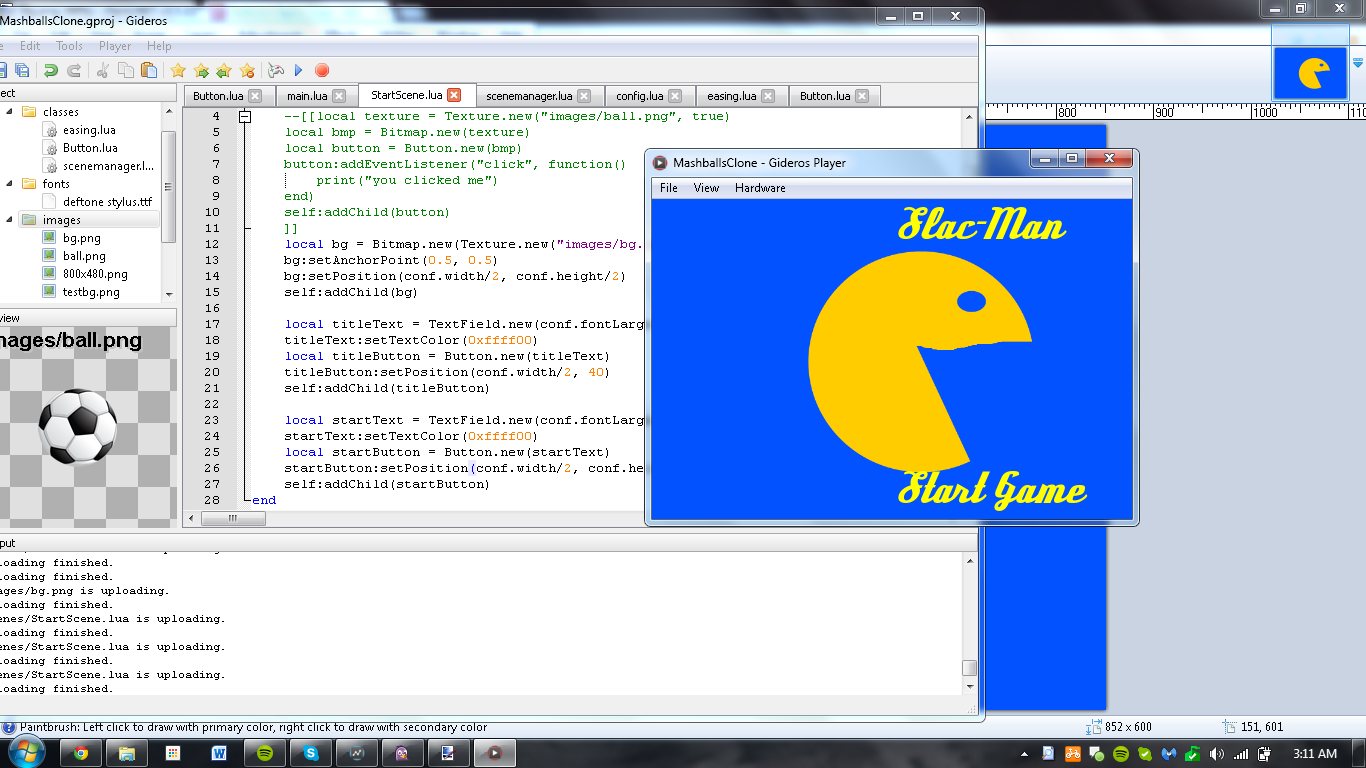 MashballsClone.gproj - Gideros
Edit Tools Player Help
ect
classes
easing.lua
Button.lua
scenemanager.l...
fonts
deftone stylus.ttf
images
bg.png
ball.png
800x480.png
testbg.png
view
ages/ball.png
Button.lua main.lua StartScene.lua scenemanager.lua config.lua easing.lua Button.lua
4 --[[local texture = Texture.new("images/ball.png", true)
5 local bmp = Bitmap.new(texture)
6 local button = Button.new(bmp)
7 button:addEventListener("click", function()
8 print("you clicked me")
9 end)
10 self:addChild(button)
11 ]]
12 local bg = Bitmap.new(Texture.new("images/bg.
13 bg:setAnchorPoint(0.5, 0.5)
14 bg:setPosition(conf.width/2, conf.height/2)
15 self:addChild(bg)
16
17 local titleText = TextField.new(conf.fontLarg
18 titleText:setTextColor(0xffff00)
19 local titleButton = Button.new(titleText)
20 titleButton:setPosition(conf.width/2, 40)
21 self:addChild(titleButton)
22
23 local startText = TextField.new(conf.fontLarg
24 startText:setTextColor(0xffff00)
25 local startButton = Button.new(startText)
26 startButton:setPosition(conf.width/2, conf.he
27 self:addChild(startButton)
28 end
MashballsClone - Gideros Player
File View Hardware
Slac-Man
Start Game
800 900 1000 1100
put
oading finished.
oading finished.
ages/bg.png is uploading.
oading finished.
enes/StartScene.lua is uploading.
oading finished.
enes/StartScene.lua is uploading.
oading finished.
enes/StartScene.lua is uploading.
oading finished.
Paintbrush: Left click to draw with primary color, right click to draw with secondary color
852 x 600
151, 601
3:11 AM